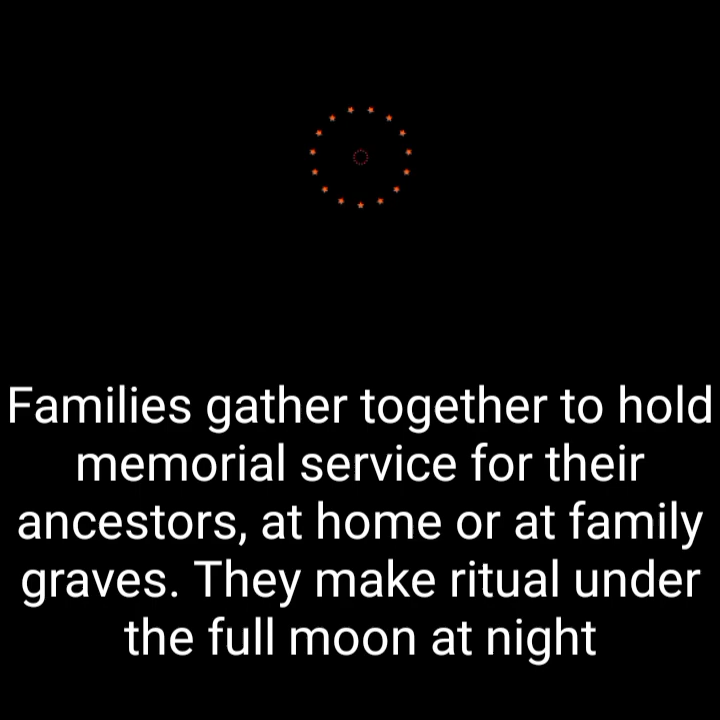 Families gather together to hold
memorial service for their
ancestors, at home or at family
graves. They make ritual under
the full moon at night